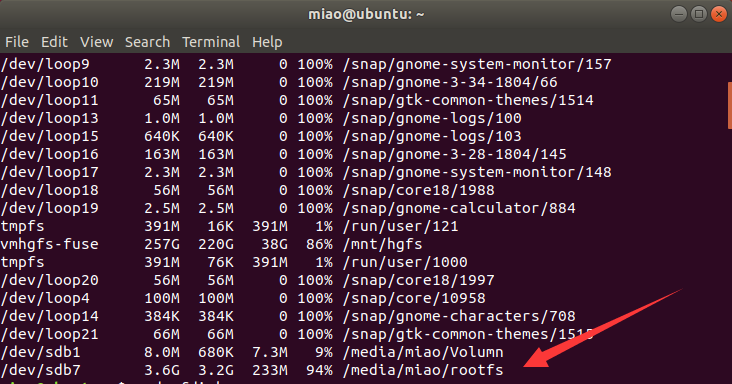 miao@ubuntu: ~
File Edit View Search Terminal Help
/dev/loop9 2.3M 2.3M 0 100% /snap/gnome-system-monitor/157
/dev/loop10 219M 219M 0 100% /snap/gnome-3-34-1804/66
/dev/loop11 65M 65M 0 100% /snap/gtk-common-themes/1514
/dev/loop13 1.0M 1.0M 0 100% /snap/gnome-logs/100
/dev/loop15 640K 640K 0 100% /snap/gnome-logs/103
/dev/loop16 163M 163M 0 100% /snap/gnome-3-28-1804/145
/dev/loop17 2.3M 2.3M 0 100% /snap/gnome-system-monitor/148
/dev/loop18 56M 56M 0 100% /snap/core18/1988
/dev/loop19 2.5M 2.5M 0 100% /snap/gnome-calculator/884
tmpfs 391M 16K 391M 1% /run/user/121
vmhgfs-fuse 257G 220G 38G 86% /mnt/hgfs
tmpfs 391M 76K 391M 1% /run/user/1000
/dev/loop20 56M 56M 0 100% /snap/core18/1997
/dev/loop4 100M 100M 0 100% /snap/core/10958
/dev/loop14 384K 384K 0 100% /snap/gnome-characters/708
/dev/loop21 66M 66M 0 100% /snap/gtk-common-themes/1515
/dev/sdb1 8.0M 680K 7.3M 9% /media/miao/Volumn
/dev/sdb7 3.6G 3.2G 233M 94% /media/miao/rootfs